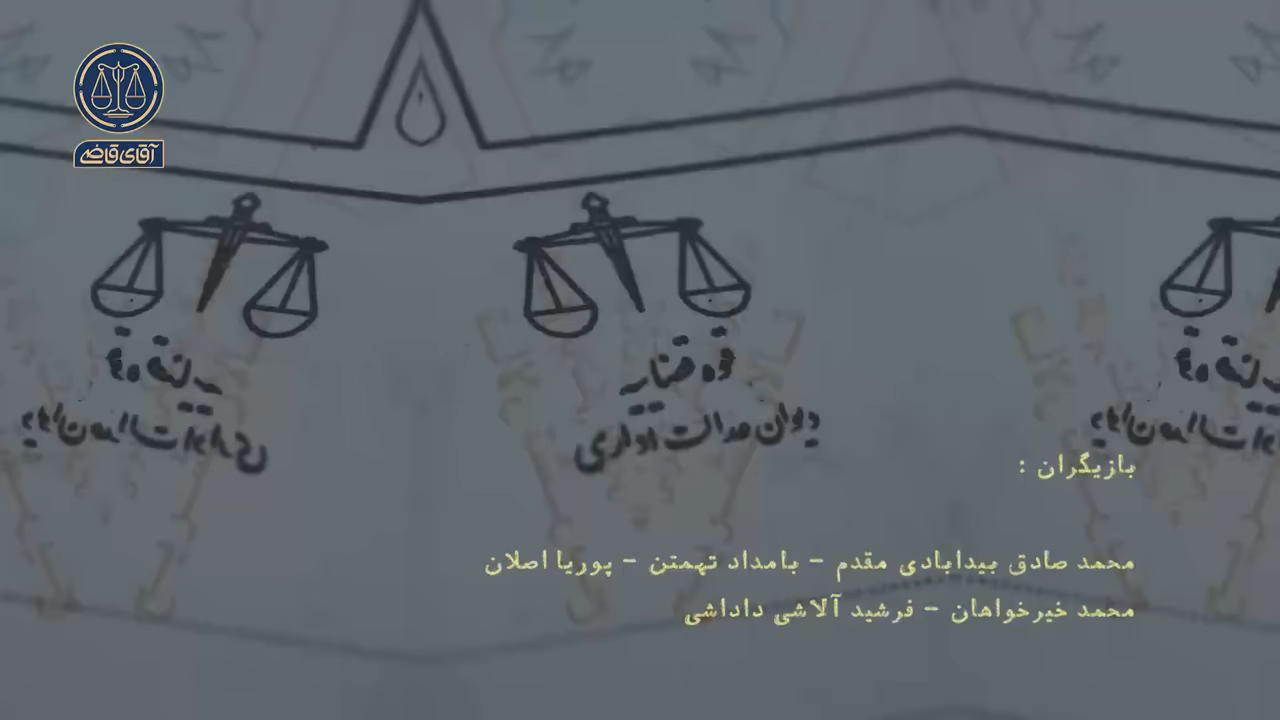 آقای قاضی
قوه قضاییه
دیوان عدالت اداری
بازیگران :
محمد صادق بیدابادی مقدم – بامداد تهمتن – پوریا اصلان
محمد خیرخواهان – فرشید آلاشی داداشی